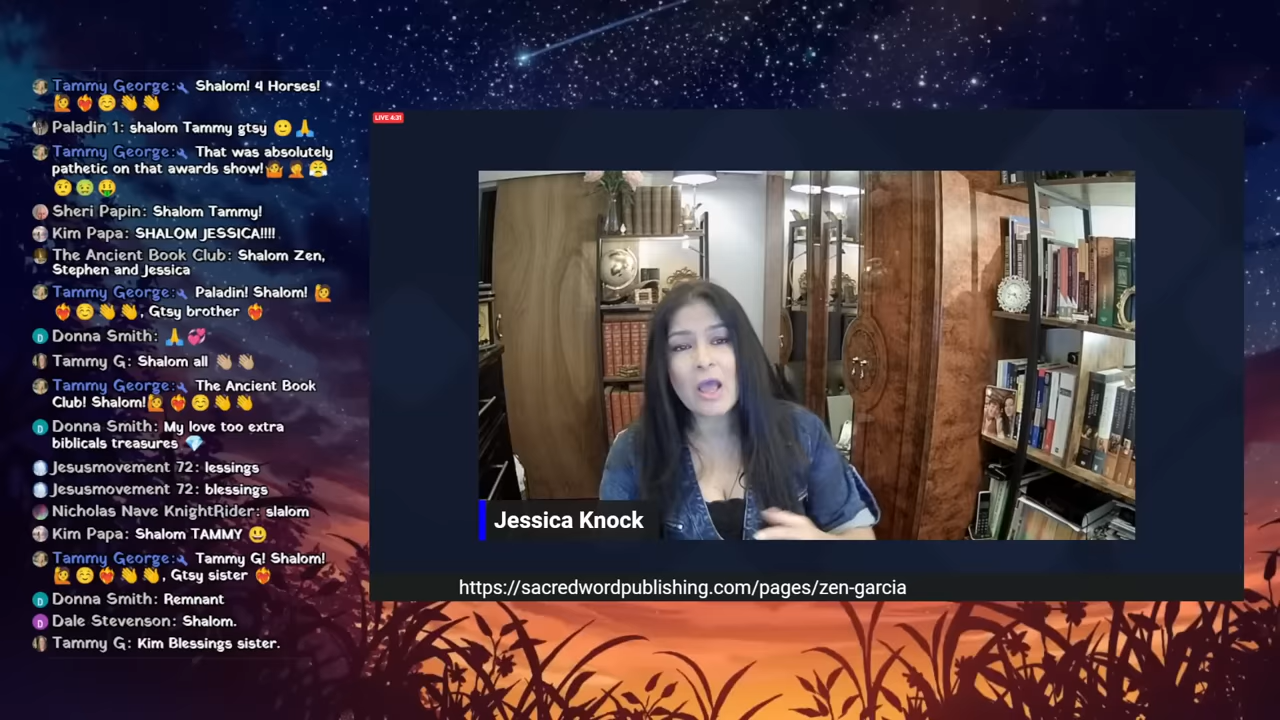 Tammy George: Shalom! 4 Horses!
🙋❤️‍🔥☺️👋👋
Paladin 1: shalom Tammy gtsy 🙂🙏
Tammy George: That was absolutely
pathetic on that awards show!🤷🤦😤
🤨🤢🤑
Sheri Papin: Shalom Tammy!
Kim Papa: SHALOM JESSICA!!!!
The Ancient Book Club: Shalom Zen,
Stephen and Jessica
Tammy George: Paladin! Shalom! 🙋
❤️‍🔥☺️👋👋, Gtsy brother ❤️‍🔥
Donna Smith: 🙏💞
Tammy G: Shalom all 👋🏼👋🏼
Tammy George: The Ancient Book
Club! Shalom!🙋❤️‍🔥☺️👋👋
Donna Smith: My love too extra
biblicals treasures 💎
Jesusmovement 72: lessings
Jesusmovement 72: blessings
Nicholas Nave KnightRider: slalom
Kim Papa: Shalom TAMMY 😃
Tammy George: Tammy G! Shalom!
🙋☺️❤️‍🔥👋👋, Gtsy sister ❤️‍🔥
Donna Smith: Remnant
Dale Stevenson: Shalom.
Tammy G: Kim Blessings sister.
LIVE 4:31
Jessica Knock
https://sacredwordpublishing.com/pages/zen-garcia